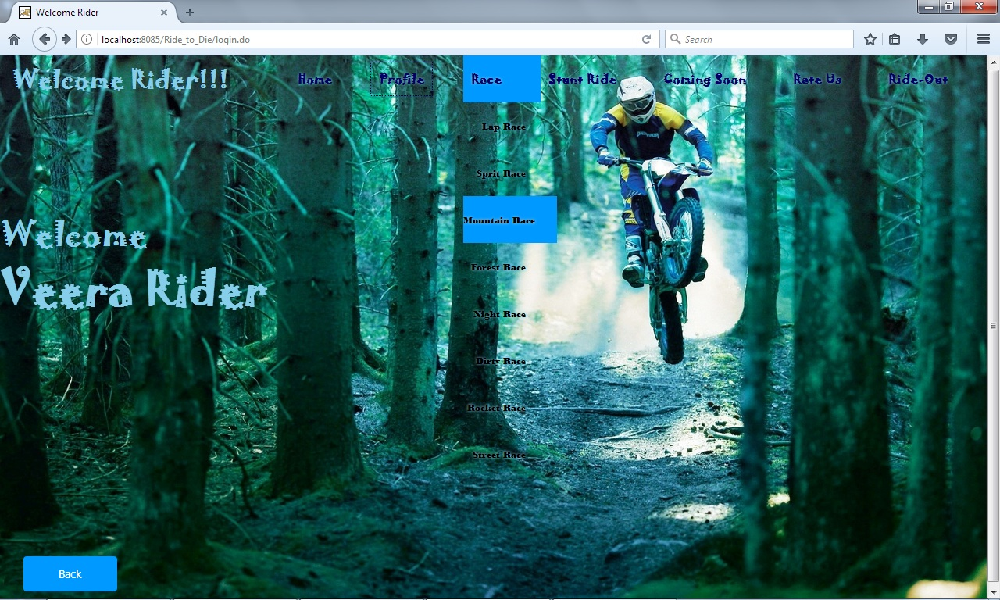 Welcome Rider
localhost:8085/Ride_to_Die/login.do
Search
Welcome Rider!!!
Home
Profile
Race
Stunt Ride
Coming Soon
Rate Us
Ride-Out
Lap Race
Sprit Race
Mountain Race
Forest Race
Night Race
Dirty Race
Rocket Race
Street Race
Welcome
Veera Rider
Back